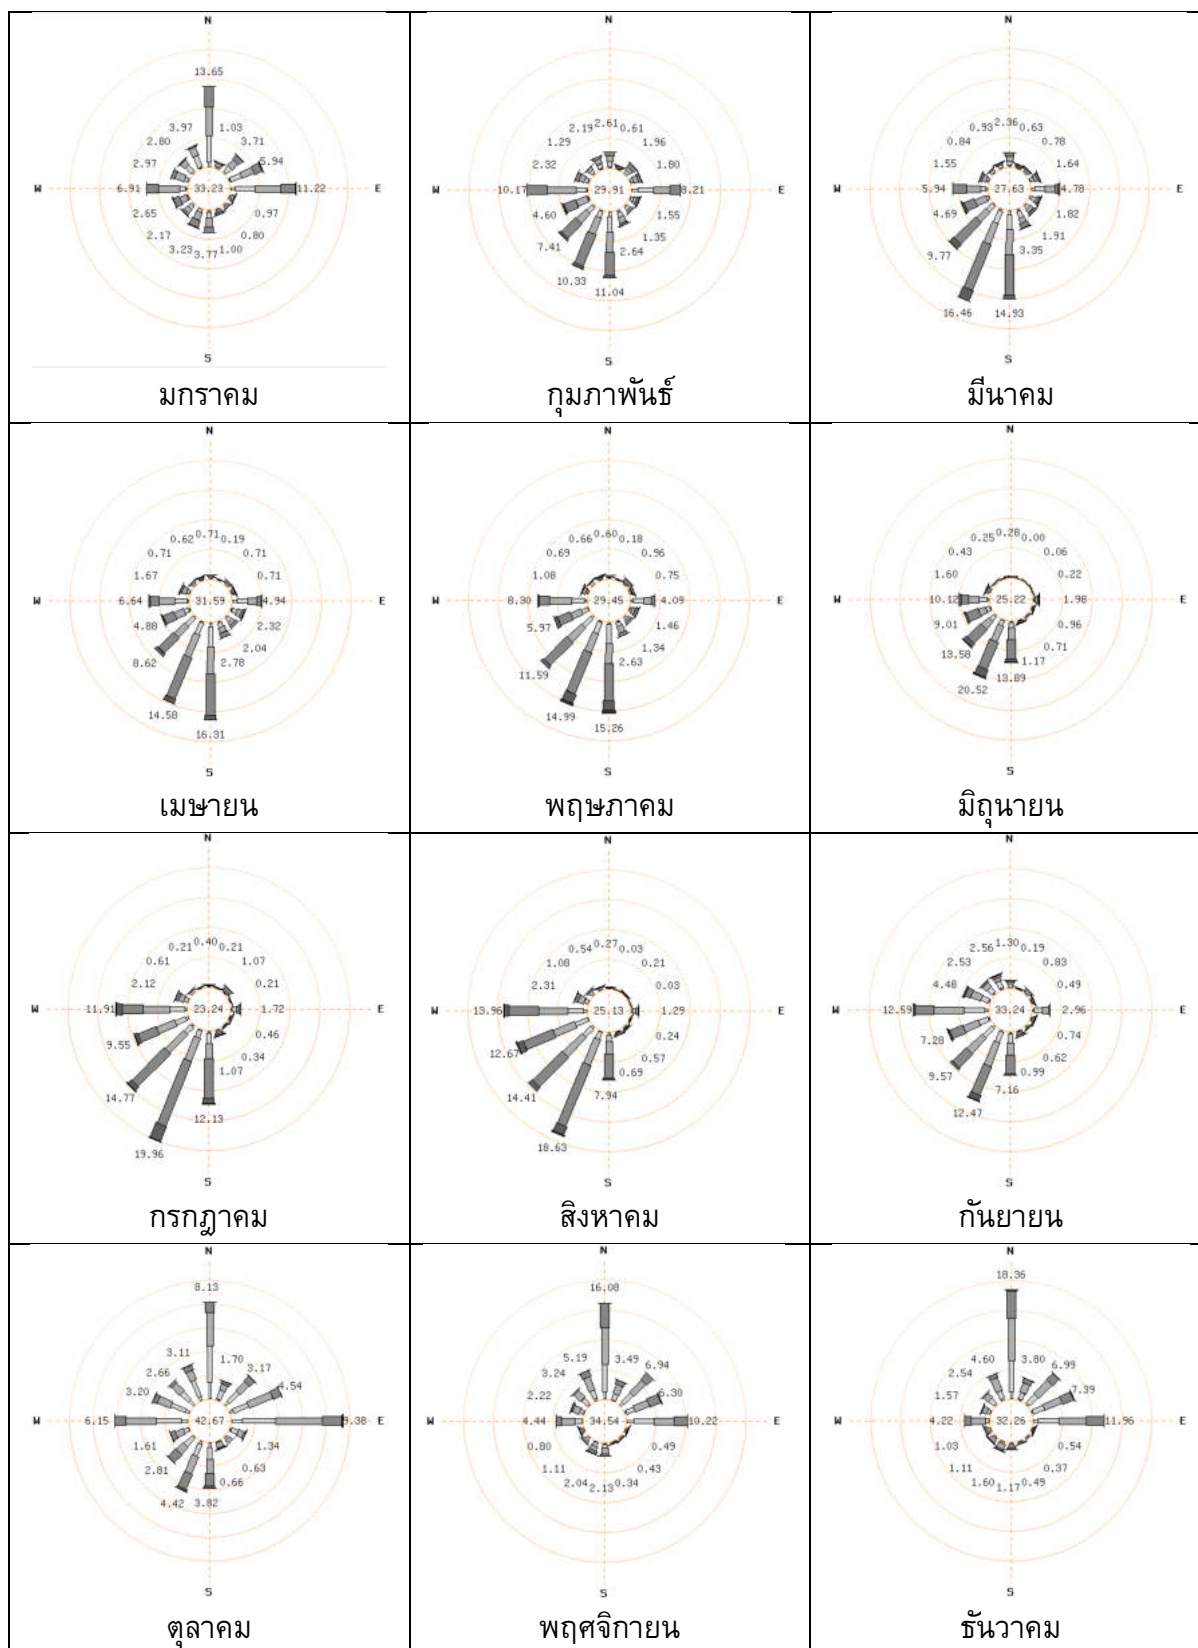 N
13.65
3.97 1.03
2.80 3.71
2.97 5.94
W 6.91 33.23 11.22 E
2.65 0.97
2.17 0.80
3.23 3.77 1.00
S
มกราคม
N
2.19 2.61 0.61
1.29 1.96
2.32 1.80
W 10.17 29.91 8.21 E
4.60 1.55
7.41 1.35
10.33 2.64
11.04
S
กุมภาพันธ์
N
0.93 2.36 0.63
0.84 0.78
1.55 1.64
W 5.94 27.63 4.78 E
4.69 1.82
9.77 1.91
3.35
16.46 14.93
S
มีนาคม
N
0.62 0.71 0.19
0.71 0.71
1.67 0.71
W 6.64 31.59 4.94 E
4.88 2.32
8.62 2.04
2.78
14.58
16.31
S
เมษายน
N
0.66 0.60 0.18
0.69 0.96
1.08 0.75
W 8.30 29.45 4.09 E
5.97 1.46
11.59 1.34
2.63
14.99
15.26
S
พฤษภาคม
N
0.25 0.28 0.00
0.43 0.06
1.60 0.22
W 10.12 25.22 1.98 E
9.01 0.96
13.58 0.71
20.52 13.89 1.17
S
มิถุนายน
N
0.21 0.40 0.21
0.61 1.07
2.12 0.21
W 11.91 23.24 1.72 E
9.55 0.46
0.34
14.77 1.07
12.13
19.96
S
กรกฎาคม
N
0.54 0.27 0.03
1.08 0.21
2.31 0.03
W 13.96 25.13 1.29 E
12.67 0.24
0.57
14.41 7.94 0.69
18.63
S
สิงหาคม
N
2.56 1.30 0.19
2.53 0.83
4.48 0.49
W 12.59 33.24 2.96 E
7.28 0.74
9.57 0.62
7.16 0.99
12.47
S
กันยายน
N
8.13
3.11 1.70
2.66 3.17
3.20 4.54
W 6.15 42.67 9.38 E
1.61 1.34
2.81 0.63
0.66
4.42 3.82
S
ตุลาคม
N
16.08
5.19 3.49
3.24 6.94
2.22 6.30
W 4.44 34.54 10.22 E
0.80 0.49
1.11 0.43
2.04 2.13 0.34
S
พฤศจิกายน
N
18.36
4.60 3.80
2.54 6.99
1.57 7.39
W 4.22 32.26 11.96 E
1.03 0.54
1.11 0.37
1.60 1.17 0.49
S
ธันวาคม